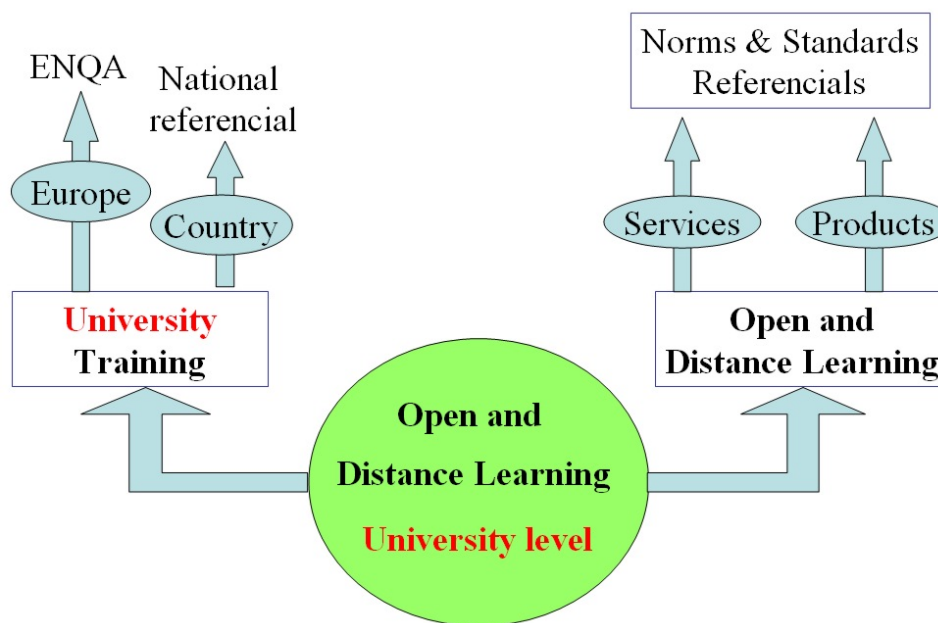 ENQA
National
referencial
Europe
Country
University
Training
Norms & Standards
Referencials
Services
Products
Open and
Distance Learning
Open and
Distance Learning
University level